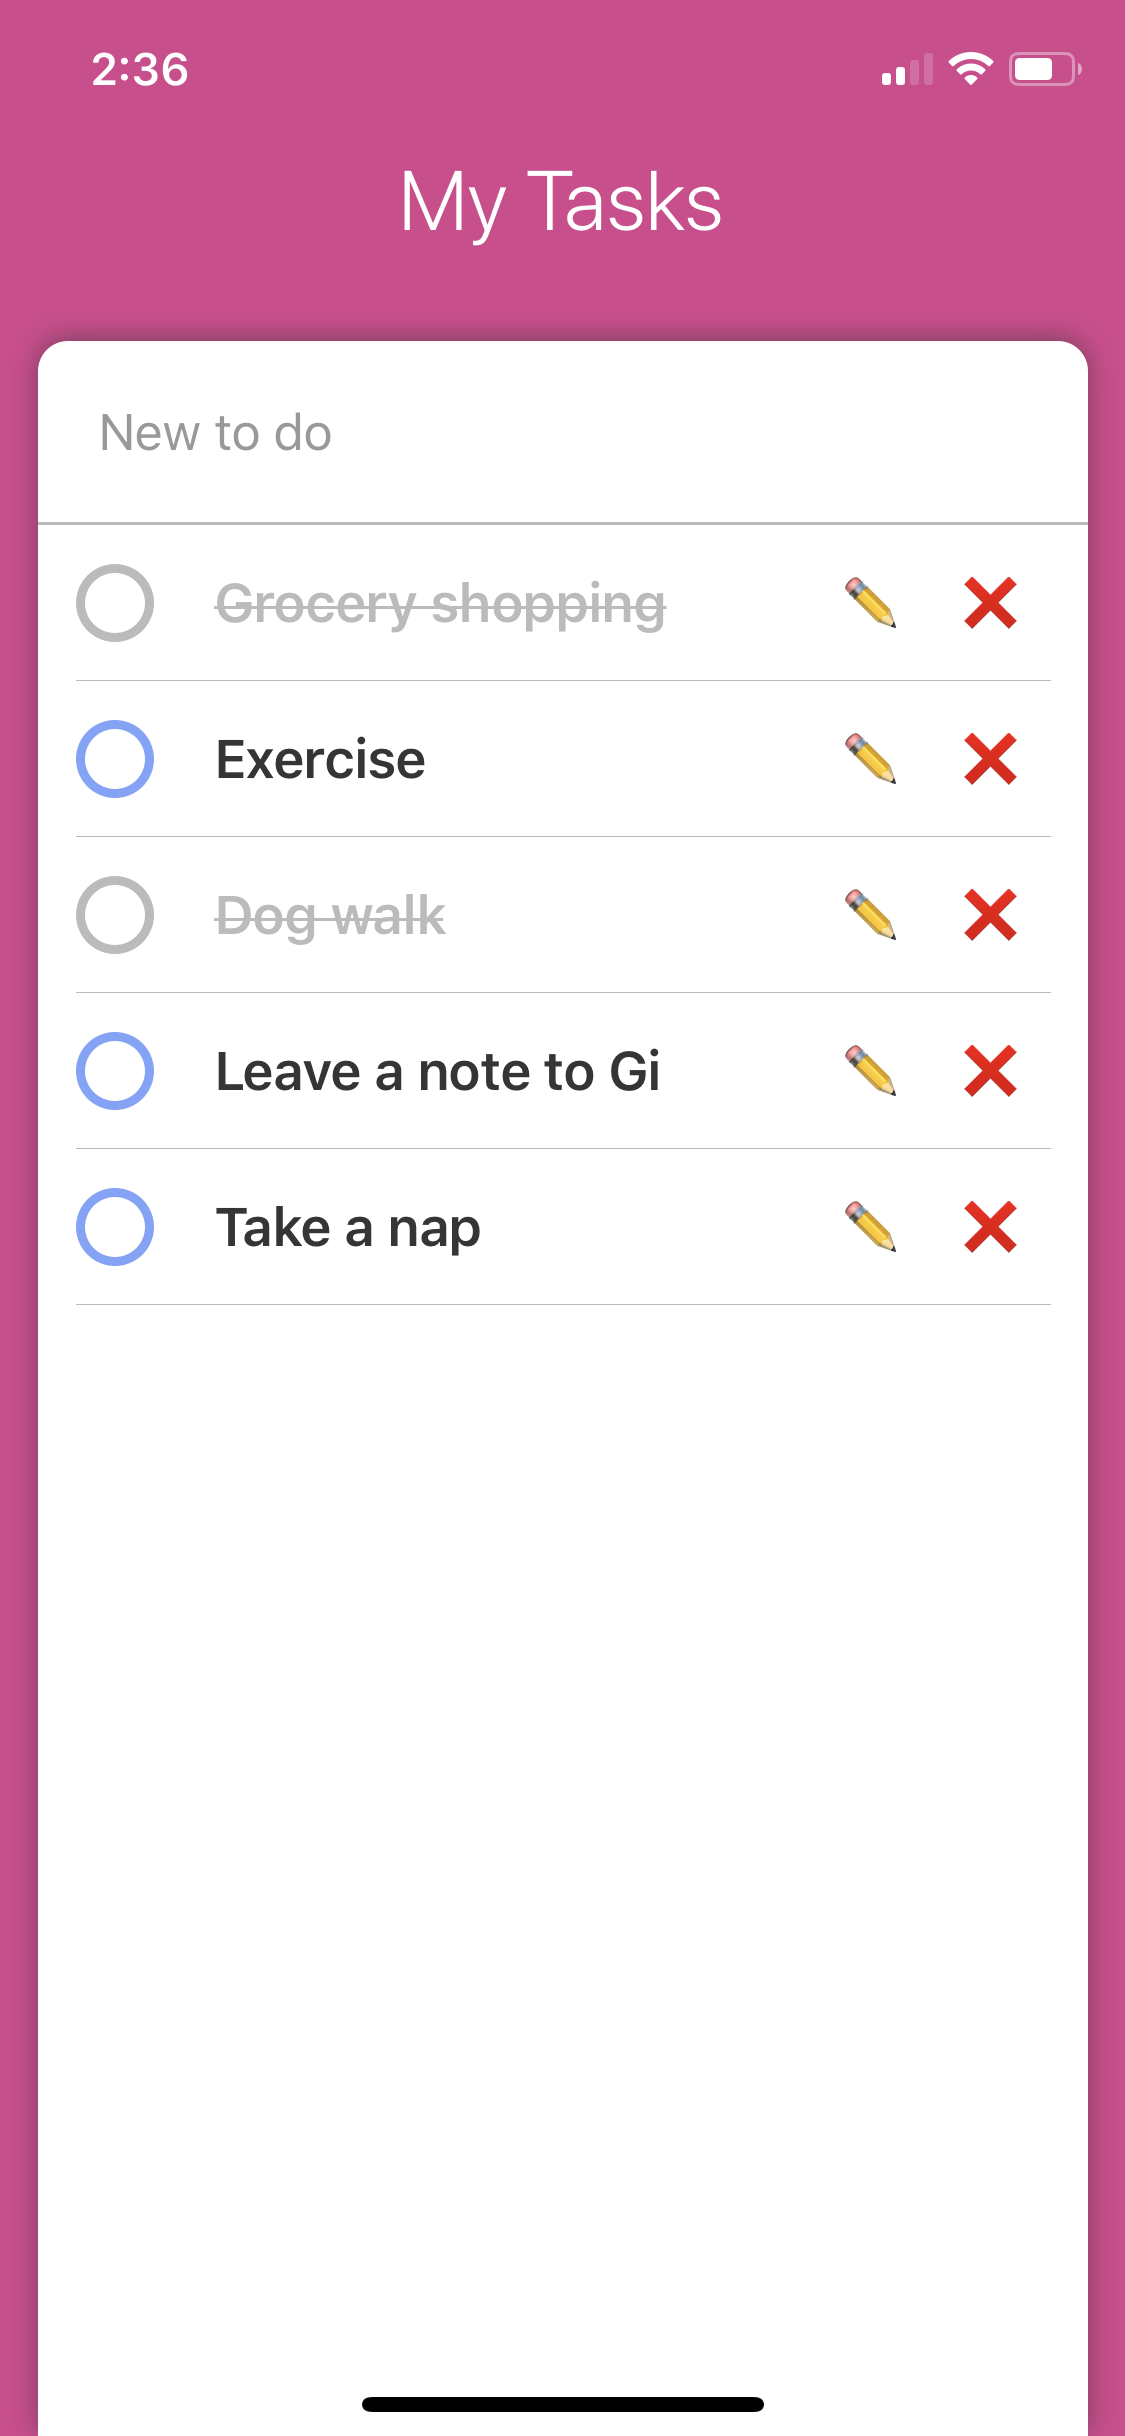 2:36
My Tasks
New to do
Grocery shopping
Exercise
Dog walk
Leave a note to Gi
Take a nap